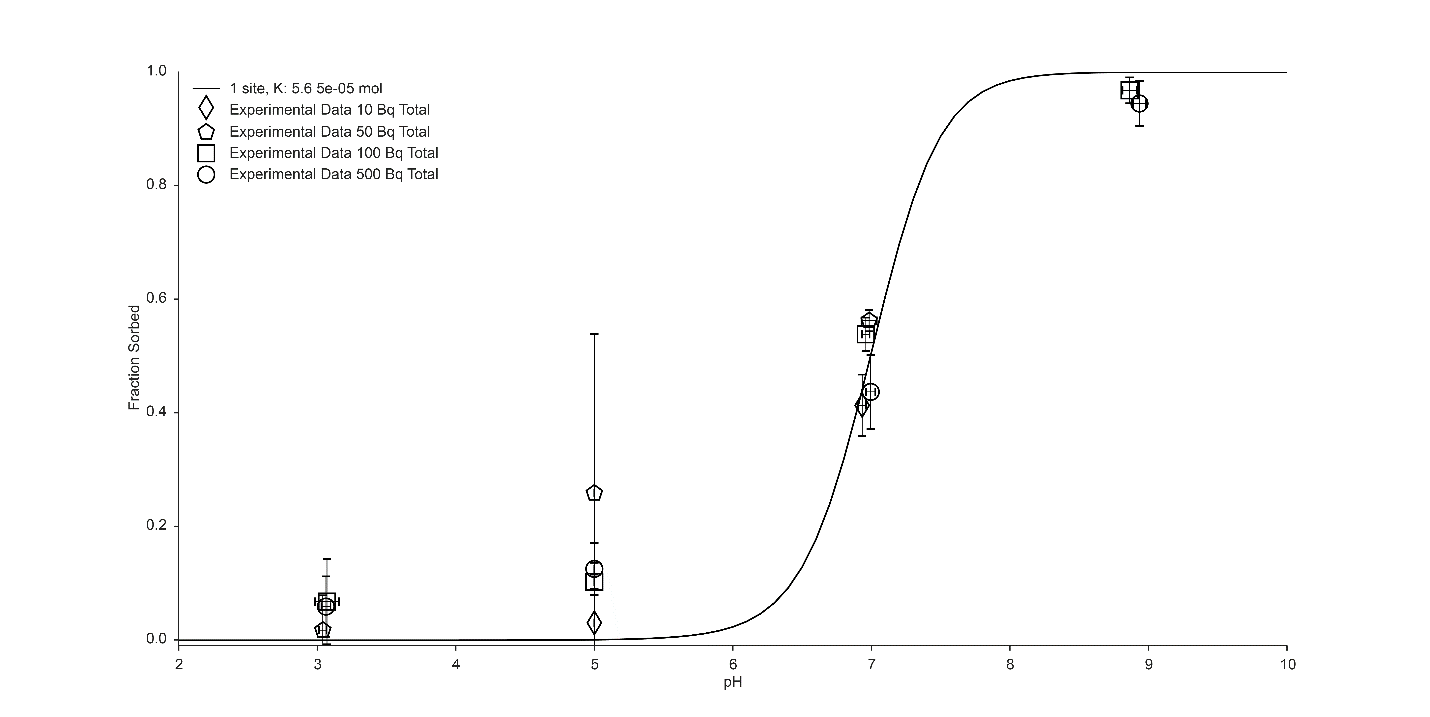 1.0
1 site, K: 5.6 5e-05 mol
Experimental Data 10 Bq Total
Experimental Data 50 Bq Total
Experimental Data 100 Bq Total
Experimental Data 500 Bq Total
0.8
0.6
Fraction Sorbed
0.4
0.2
0.0
2 3 4 5 6 7 8 9 10
pH